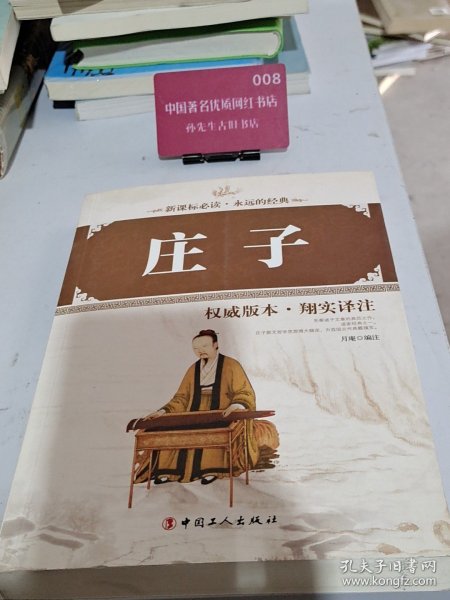 008
中国著名优质网红书店
孙先生古旧书店
新课标必读·永远的经典
庄子
权威版本·翔实译注
月庵◎编注
中国工人出版社
孔夫子旧书网
www.kongfz.com